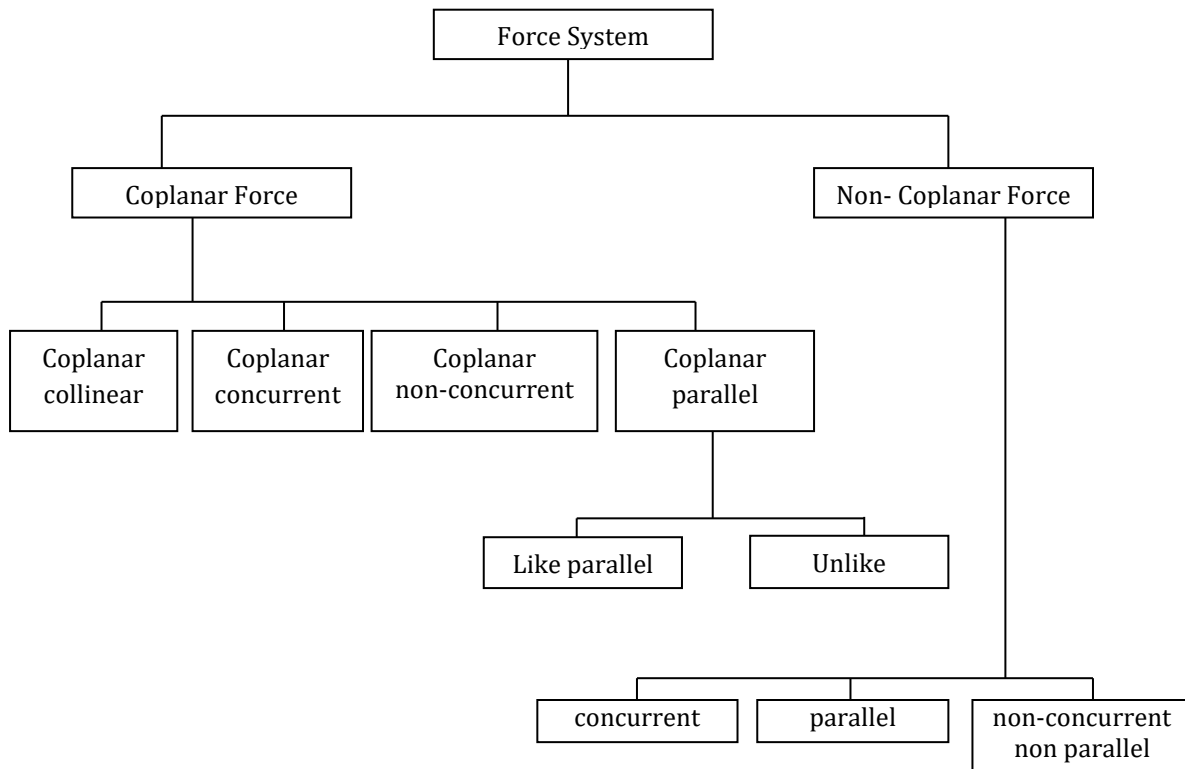 Force System
Coplanar Force
Non- Coplanar Force
Coplanar
collinear
Coplanar
concurrent
Coplanar
non-concurrent
Coplanar
parallel
Like parallel
Unlike
concurrent
parallel
non-concurrent
non parallel